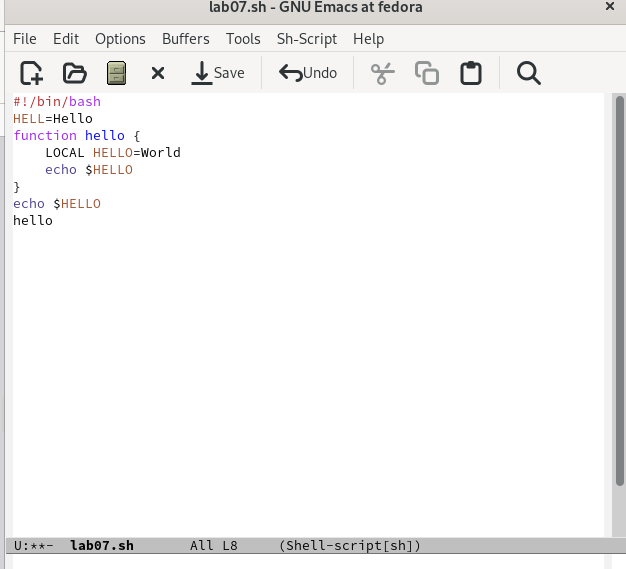 lab07.sh - GNU Emacs at fedora
File Edit Options Buffers Tools Sh-Script Help
Save Undo
#!/bin/bash
HELL=Hello
function hello {
    LOCAL HELLO=World
    echo $HELLO
}
echo $HELLO
hello
U:**-  lab07.sh       All L8     (Shell-script[sh])